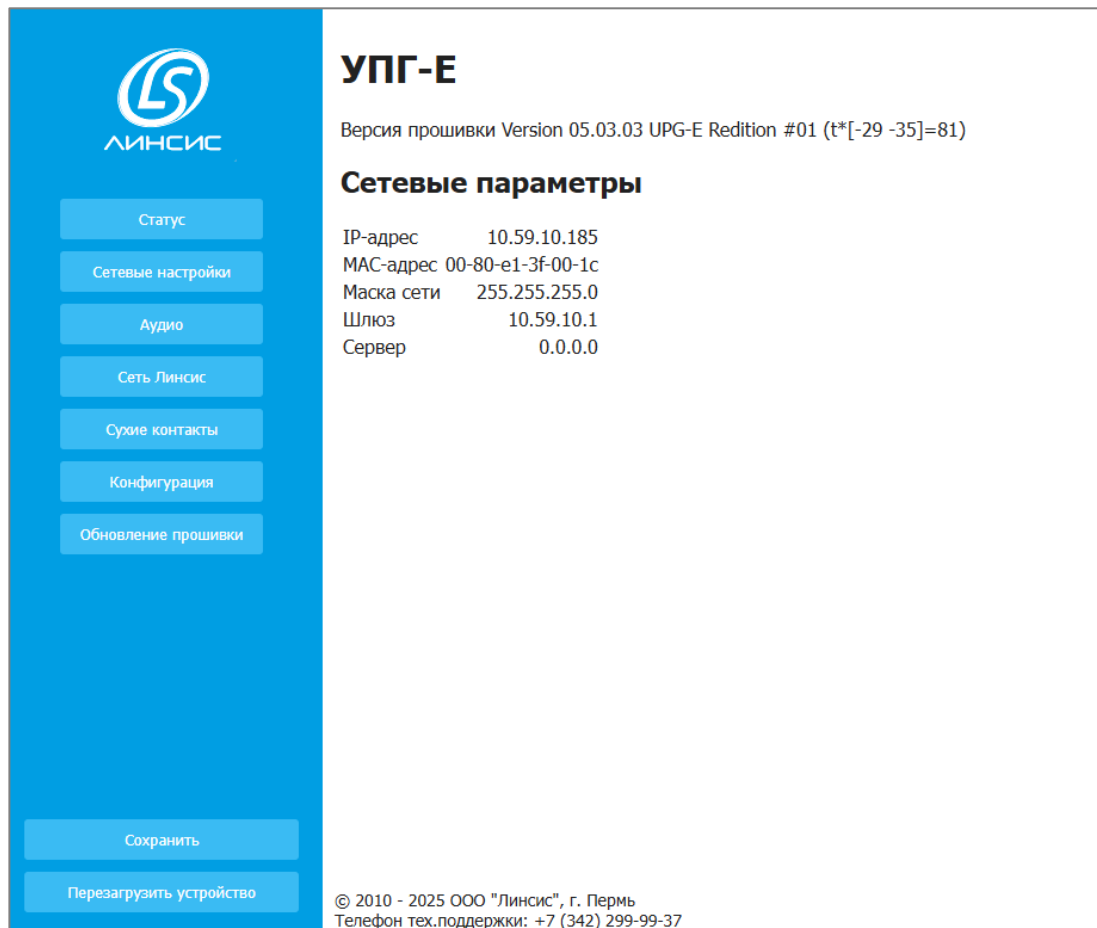 LS
ЛИНСИС
Статус
Сетевые настройки
Аудио
Сеть Линсис
Сухие контакты
Конфигурация
Обновление прошивки
Сохранить
Перезагрузить устройство
УПГ-Е
Версия прошивки Version 05.03.03 UPG-E Redition #01 (t*[-29 -35]=81)
Сетевые параметры
IP-адрес 10.59.10.185
MAC-адрес 00-80-e1-3f-00-1c
Маска сети 255.255.255.0
Шлюз 10.59.10.1
Сервер 0.0.0.0
© 2010 - 2025 ООО "Линсис", г. Пермь
Телефон тех.поддержки: +7 (342) 299-99-37